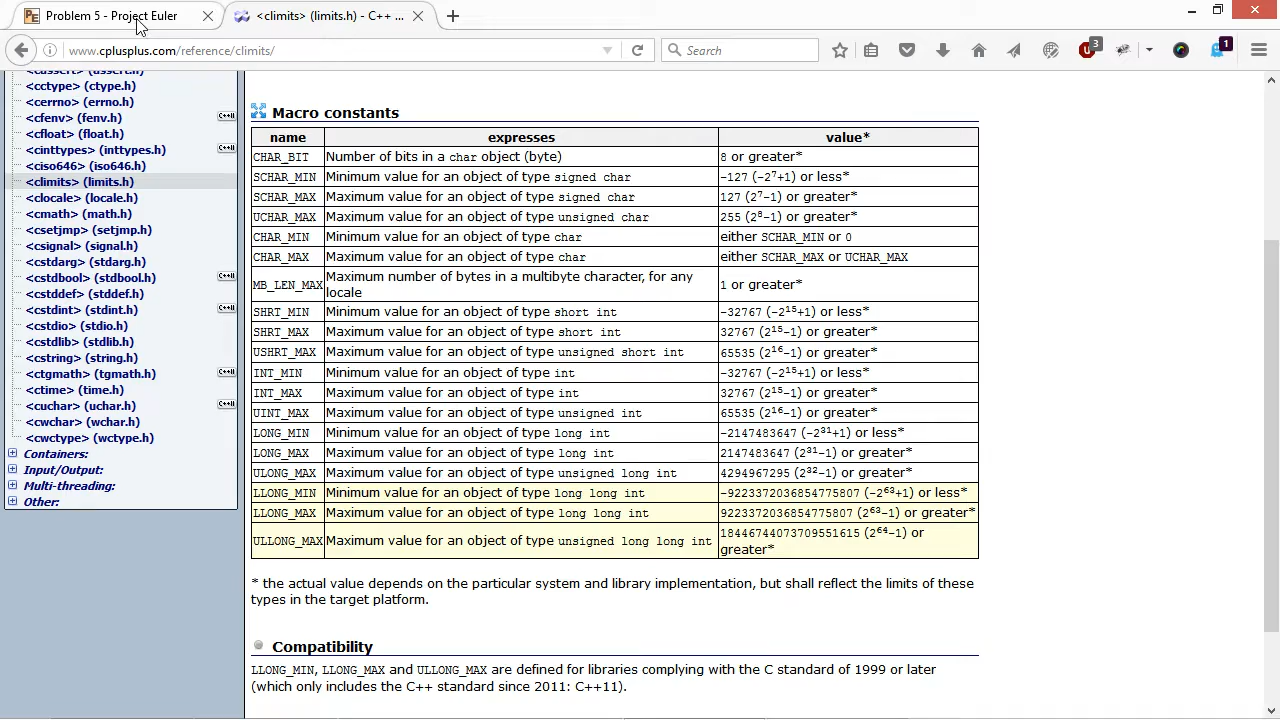 Problem 5 - Project Euler
<climits> (limits.h) - C++ ...
www.cplusplus.com/reference/climits/
Search
3
1
<cassert> (assert.h)
<cctype> (ctype.h)
<cerrno> (errno.h)
<cfenv> (fenv.h)
C++11
<cfloat> (float.h)
<cinttypes> (inttypes.h)
C++11
<ciso646> (iso646.h)
<climits> (limits.h)
<clocale> (locale.h)
<cmath> (math.h)
<csetjmp> (setjmp.h)
<csignal> (signal.h)
<cstdarg> (stdarg.h)
<cstdbool> (stdbool.h)
C++11
<cstddef> (stddef.h)
<cstdint> (stdint.h)
C++11
<cstdio> (stdio.h)
<cstdlib> (stdlib.h)
<cstring> (string.h)
<ctgmath> (tgmath.h)
C++11
<ctime> (time.h)
<cuchar> (uchar.h)
C++11
<cwchar> (wchar.h)
<cwctype> (wctype.h)
Containers:
Input/Output:
Multi-threading:
Other:
Macro constants
name expresses value*
CHAR_BIT Number of bits in a char object (byte) 8 or greater*
SCHAR_MIN Minimum value for an object of type signed char -127 (-2⁷+1) or less*
SCHAR_MAX Maximum value for an object of type signed char 127 (2⁷-1) or greater*
UCHAR_MAX Maximum value for an object of type unsigned char 255 (2⁸-1) or greater*
CHAR_MIN Minimum value for an object of type char either SCHAR_MIN or 0
CHAR_MAX Maximum value for an object of type char either SCHAR_MAX or UCHAR_MAX
MB_LEN_MAX Maximum number of bytes in a multibyte character, for any
locale 1 or greater*
SHRT_MIN Minimum value for an object of type short int -32767 (-2¹⁵+1) or less*
SHRT_MAX Maximum value for an object of type short int 32767 (2¹⁵-1) or greater*
USHRT_MAX Maximum value for an object of type unsigned short int 65535 (2¹⁶-1) or greater*
INT_MIN Minimum value for an object of type int -32767 (-2¹⁵+1) or less*
INT_MAX Maximum value for an object of type int 32767 (2¹⁵-1) or greater*
UINT_MAX Maximum value for an object of type unsigned int 65535 (2¹⁶-1) or greater*
LONG_MIN Minimum value for an object of type long int -2147483647 (-2³¹+1) or less*
LONG_MAX Maximum value for an object of type long int 2147483647 (2³¹-1) or greater*
ULONG_MAX Maximum value for an object of type unsigned long int 4294967295 (2³²-1) or greater*
LLONG_MIN Minimum value for an object of type long long int -9223372036854775807 (-2⁶³+1) or less*
LLONG_MAX Maximum value for an object of type long long int 9223372036854775807 (2⁶³-1) or greater*
ULLONG_MAX Maximum value for an object of type unsigned long long int 18446744073709551615 (2⁶⁴-1) or
greater*
* the actual value depends on the particular system and library implementation, but shall reflect the limits of these
types in the target platform.
Compatibility
LLONG_MIN, LLONG_MAX and ULLONG_MAX are defined for libraries complying with the C standard of 1999 or later
(which only includes the C++ standard since 2011: C++11).